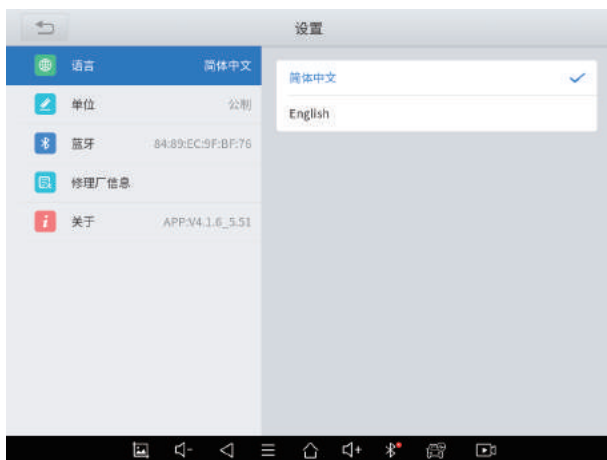 设置
语言 简体中文
单位 公制
蓝牙 84:89:EC:9F:BF:76
修理厂信息
关于 APP:V4.1.6_5.51
简体中文
English